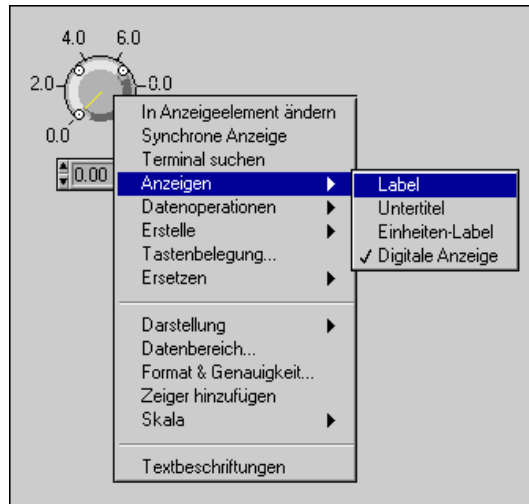 4.0 6.0
2.0 0.0
0.0
0.00
In Anzeigeelement ändern
Synchrone Anzeige
Terminal suchen
Anzeigen
Datenoperationen
Erstelle
Tastenbelegung...
Ersetzen
Darstellung
Datenbereich...
Format & Genauigkeit...
Zeiger hinzufügen
Skala
Textbeschriftungen
Label
Untertitel
Einheiten-Label
Digitale Anzeige